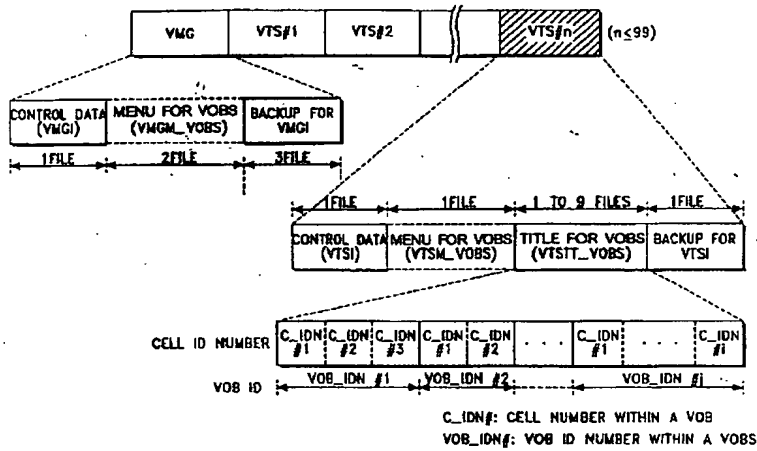 VMG VTS#1 VTS#2 VTS#n (n≤99)
CONTROL DATA (VMGI) MENU FOR VOBS (VMGM_VOBS) BACKUP FOR VMGI
1FILE 2FILE 3FILE
1FILE 1FILE 1 TO 9 FILES 1FILE
CONTROL DATA (VTSI) MENU FOR VOBS (VTSM_VOBS) TITLE FOR VOBS (VTSTT_VOBS) BACKUP FOR VTSI
CELL ID NUMBER C_IDN #1 C_IDN #2 C_IDN #3 C_IDN #1 C_IDN #2 . . . C_IDN #1 . . . C_IDN #i
VOB ID VOB_IDN #1 VOB_IDN #2 VOB_IDN #j
C_IDN#: CELL NUMBER WITHIN A VOB
VOB_IDN#: VOB ID NUMBER WITHIN A VOBS